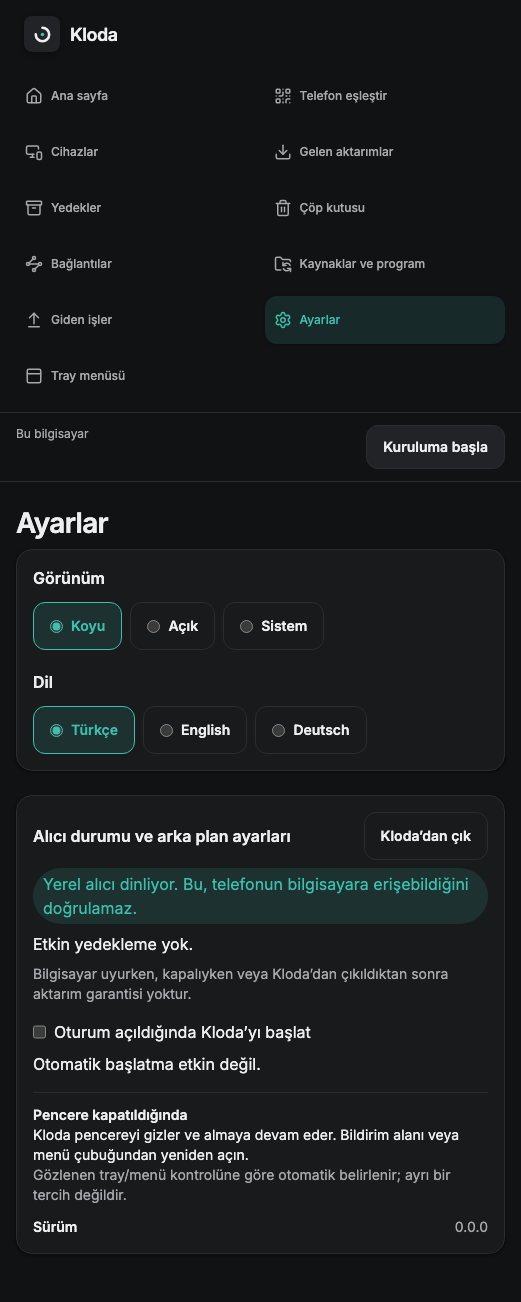 Kloda
Ana sayfa
Telefon eşleştir
Cihazlar
Gelen aktarımlar
Yedekler
Çöp kutusu
Bağlantılar
Kaynaklar ve program
Giden işler
Ayarlar
Tray menüsü
Bu bilgisayar
Kuruluma başla
Ayarlar
Görünüm
Koyu
Açık
Sistem
Dil
Türkçe
English
Deutsch
Alıcı durumu ve arka plan ayarları
Kloda’dan çık
Yerel alıcı dinliyor. Bu, telefonun bilgisayara erişebildiğini
doğrulamaz.
Etkin yedekleme yok.
Bilgisayar uyurken, kapalıyken veya Kloda’dan çıkıldıktan sonra
aktarım garantisi yoktur.
Oturum açıldığında Kloda’yı başlat
Otomatik başlatma etkin değil.
Pencere kapatıldığında
Kloda pencereyi gizler ve almaya devam eder. Bildirim alanı veya
menü çubuğundan yeniden açın.
Gözlenen tray/menü kontrolüne göre otomatik belirlenir; ayrı bir
tercih değildir.
Sürüm
0.0.0